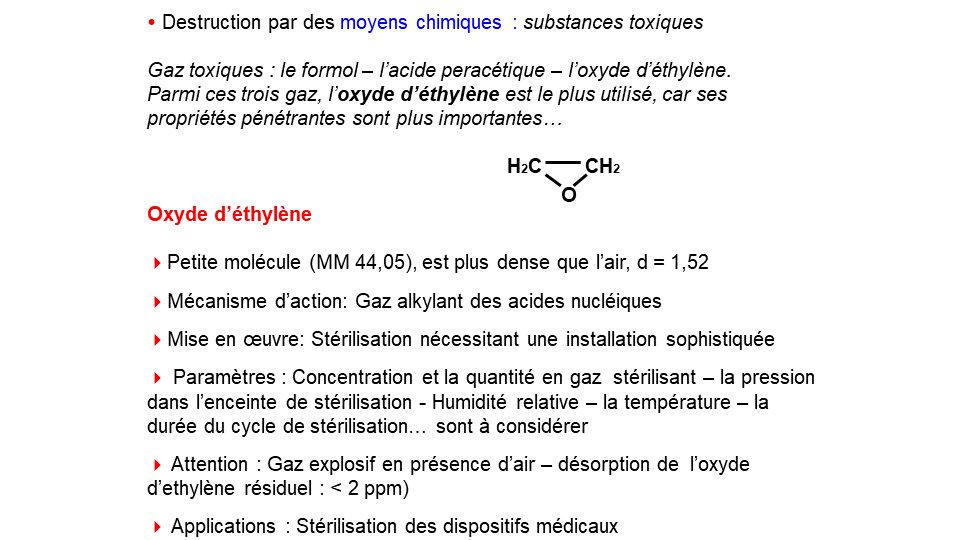 • Destruction par des moyens chimiques : substances toxiques
Gaz toxiques : le formol – l’acide peracétique – l’oxyde d’éthylène.
Parmi ces trois gaz, l’oxyde d’éthylène est le plus utilisé, car ses
propriétés pénétrantes sont plus importantes…
H2C CH2
O
Oxyde d’éthylène
Petite molécule (MM 44,05), est plus dense que l’air, d = 1,52
Mécanisme d’action: Gaz alkylant des acides nucléiques
Mise en œuvre: Stérilisation nécessitant une installation sophistiquée
Paramètres : Concentration et la quantité en gaz stérilisant – la pression
dans l’enceinte de stérilisation - Humidité relative – la température – la
durée du cycle de stérilisation… sont à considérer
Attention : Gaz explosif en présence d’air – désorption de l’oxyde
d’ethylène résiduel : < 2 ppm)
Applications : Stérilisation des dispositifs médicaux